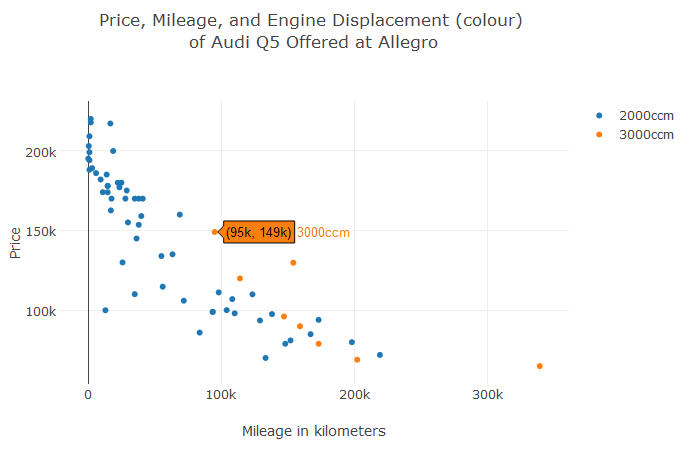 Price, Mileage, and Engine Displacement (colour)
of Audi Q5 Offered at Allegro
2000ccm
3000ccm
200k
150k
100k
Price
(95k, 149k) 3000ccm
0
100k
200k
300k
Mileage in kilometers